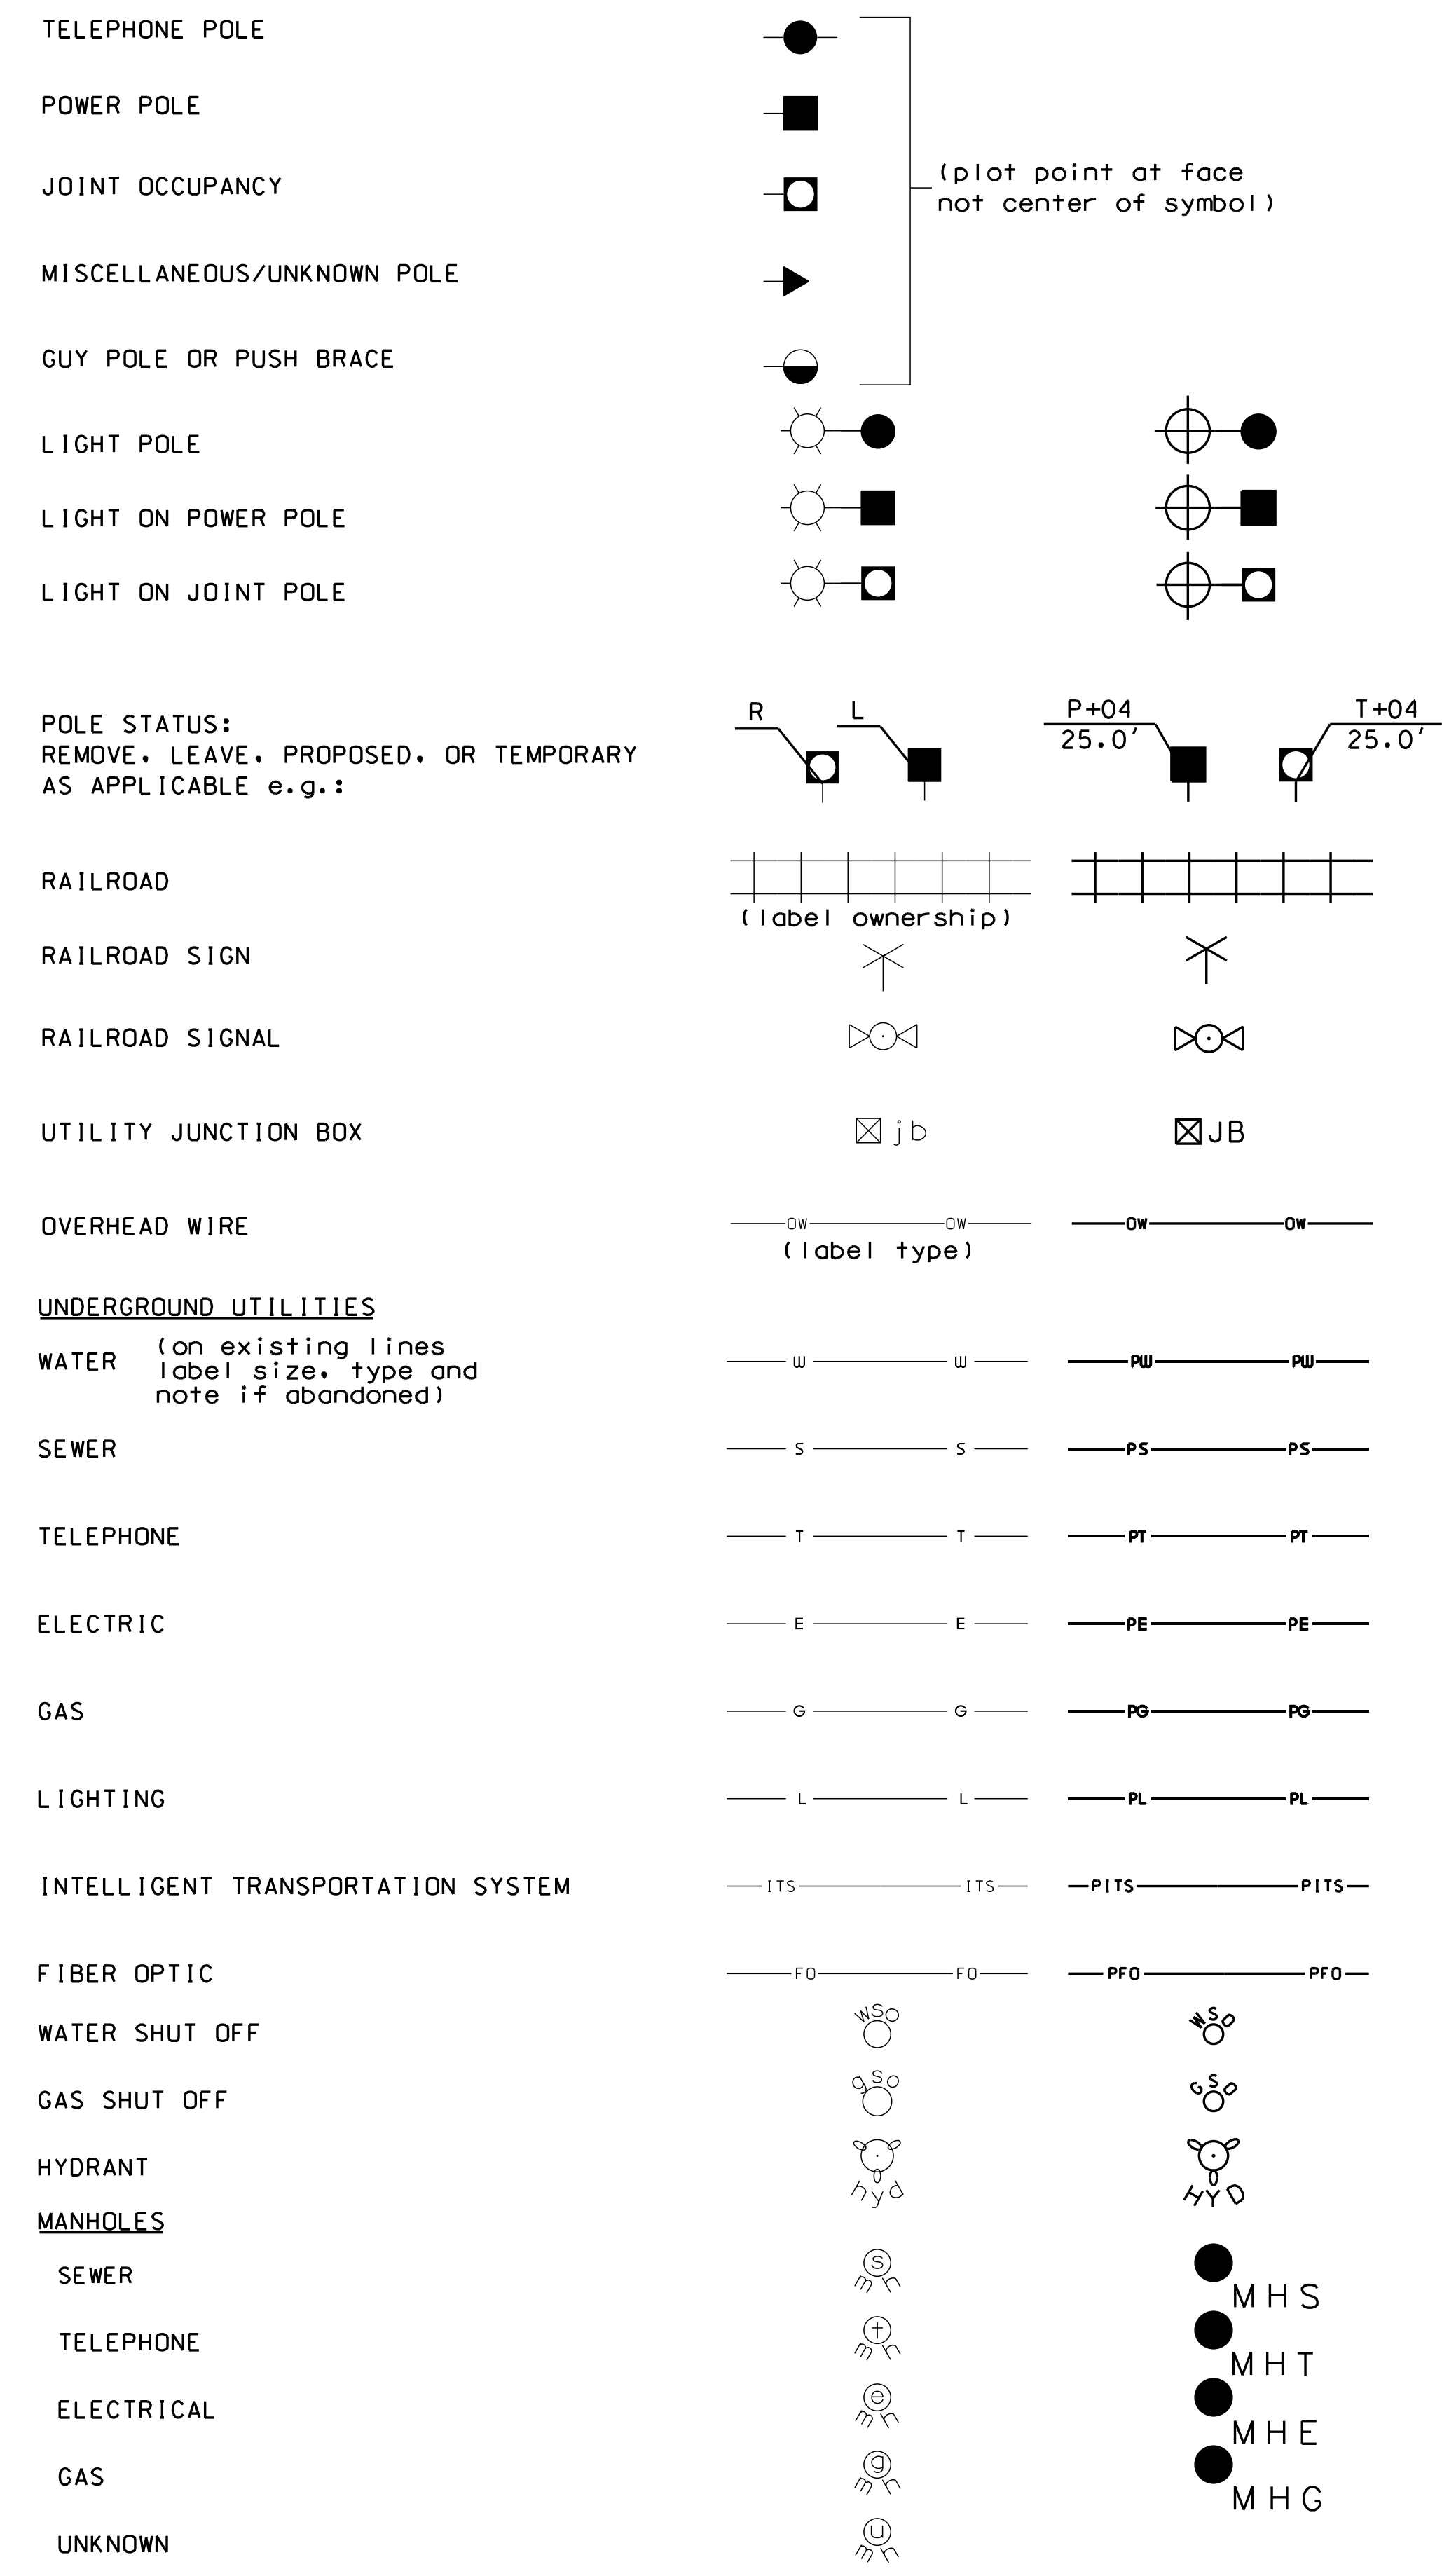 TELEPHONE POLE
POWER POLE
JOINT OCCUPANCY
(plot point at face
not center of symbol)
MISCELLANEOUS/UNKNOWN POLE
GUY POLE OR PUSH BRACE
LIGHT POLE
LIGHT ON POWER POLE
LIGHT ON JOINT POLE
POLE STATUS:
REMOVE, LEAVE, PROPOSED, OR TEMPORARY
AS APPLICABLE e.g.:
R L P+04 T+04
25.0' 25.0'
RAILROAD
(label ownership)
RAILROAD SIGN
RAILROAD SIGNAL
UTILITY JUNCTION BOX jb JB
OVERHEAD WIRE OW OW OW OW
(label type)
UNDERGROUND UTILITIES
WATER (on existing lines
label size, type and
note if abandoned)
W W PW PW
SEWER S S PS PS
TELEPHONE T T PT PT
ELECTRIC E E PE PE
GAS G G PG PG
LIGHTING L L PL PL
INTELLIGENT TRANSPORTATION SYSTEM ITS ITS PITS PITS
FIBER OPTIC FO FO PFO PFO
WATER SHUT OFF wso WSO
GAS SHUT OFF gso GSO
HYDRANT hyd HYD
MANHOLES
SEWER s mh MHS
TELEPHONE t mh MHT
ELECTRICAL e mh MHE
GAS g mh MHG
UNKNOWN u mh